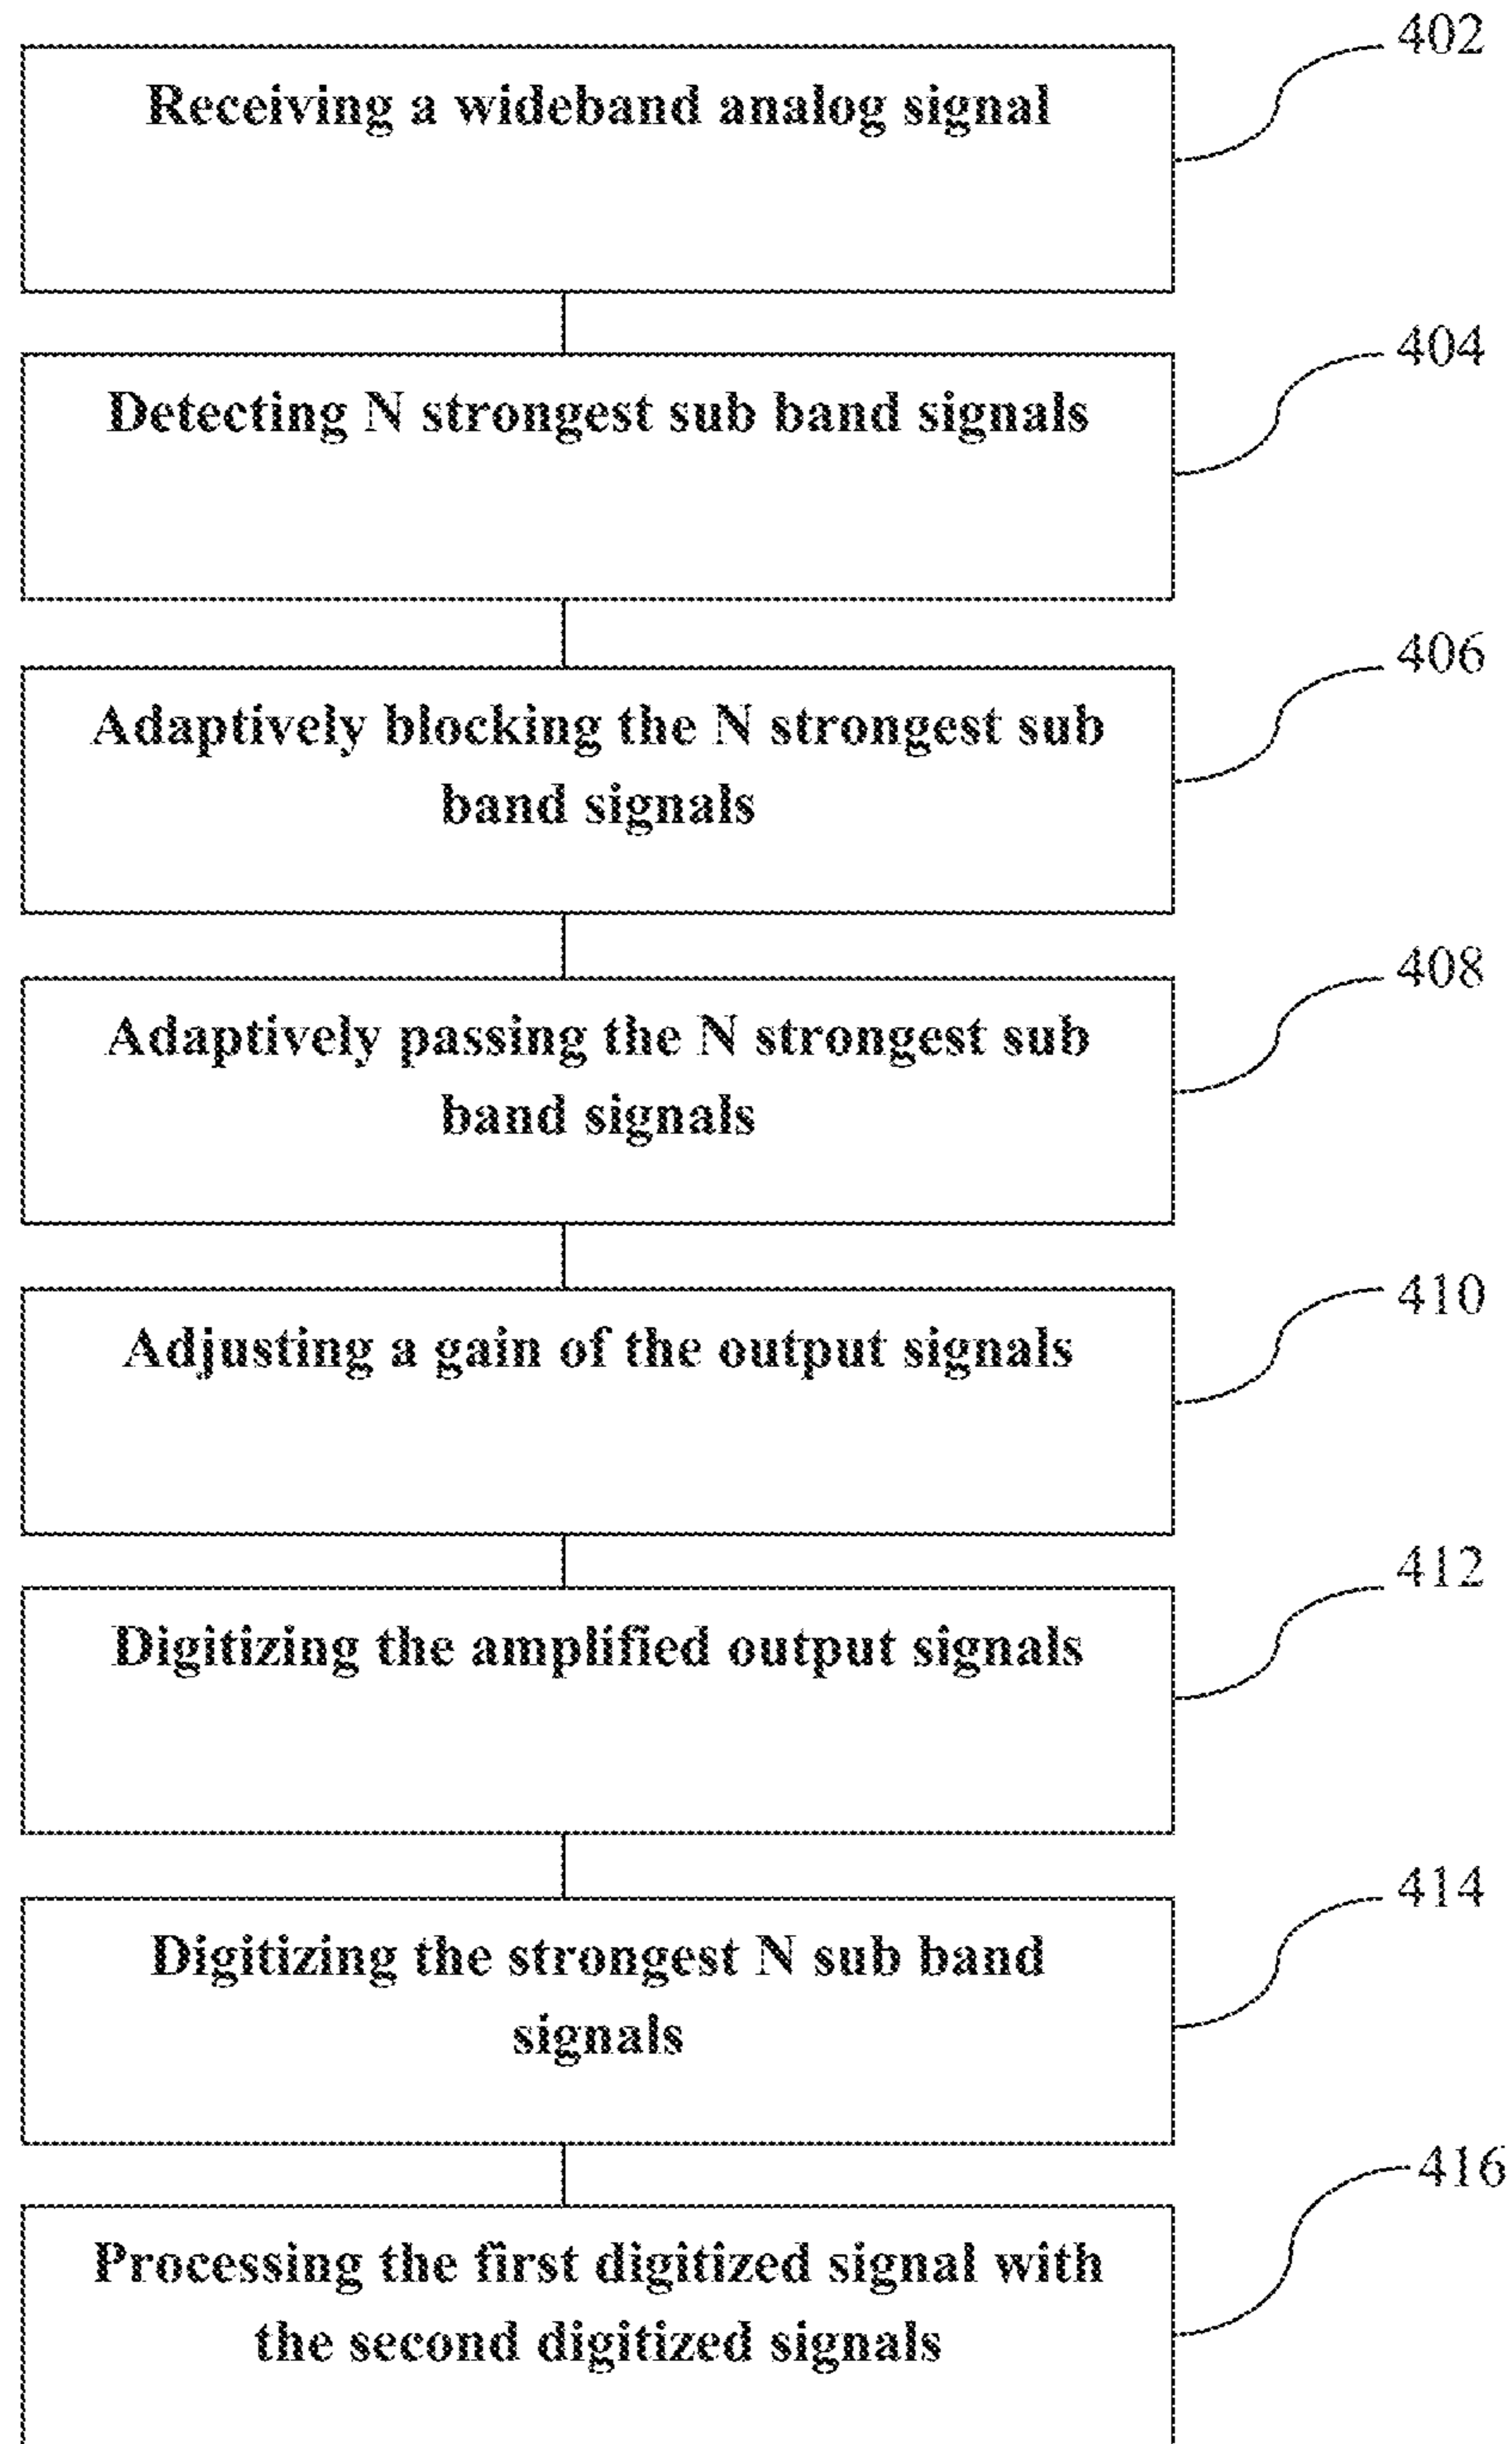 402
Receiving a wideband analog signal
404
Detecting N strongest sub band signals
406
Adaptively blocking the N strongest sub
band signals
408
Adaptively passing the N strongest sub
band signals
410
Adjusting a gain of the output signals
412
Digitizing the amplified output signals
414
Digitizing the strongest N sub band
signals
416
Processing the first digitized signal with
the second digitized signals